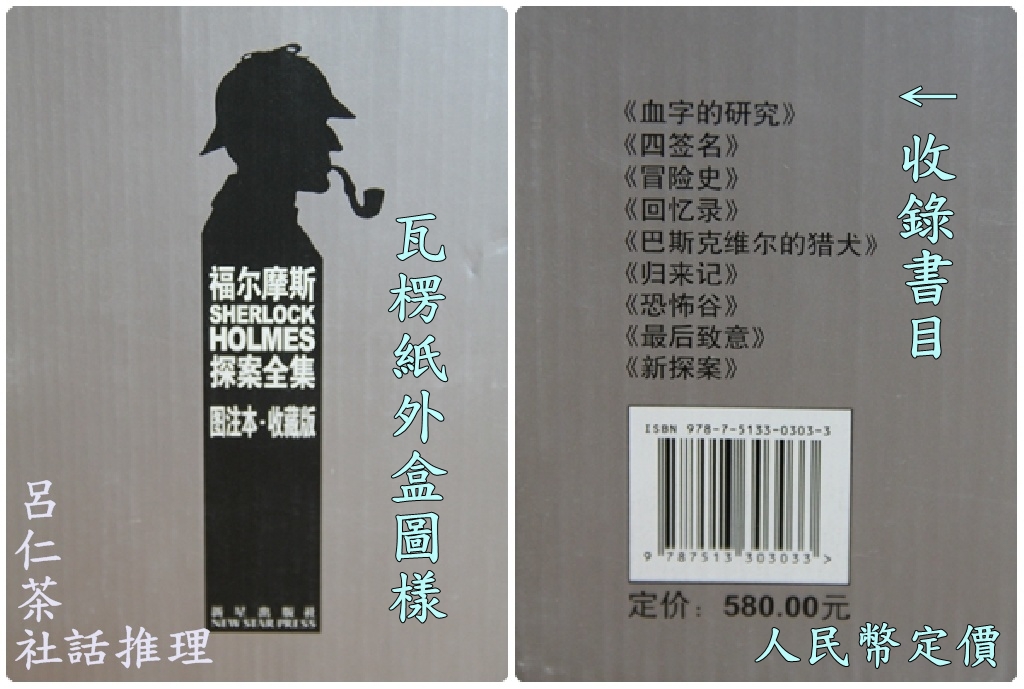 福尔摩斯
SHERLOCK
HOLMES
探案全集
图注本·收藏版
新星出版社
NEW STAR PRESS
瓦楞紙外盒圖樣
呂仁茶
社話推理
《血字的研究》
《四签名》
《冒险史》
《回忆录》
《巴斯克维尔的猎犬》
《归来记》
《恐怖谷》
《最后致意》
《新探案》
←收錄書目
ISBN 978-7-5133-0303-3
9 787513 303033 >
定价：580.00元
人民幣定價